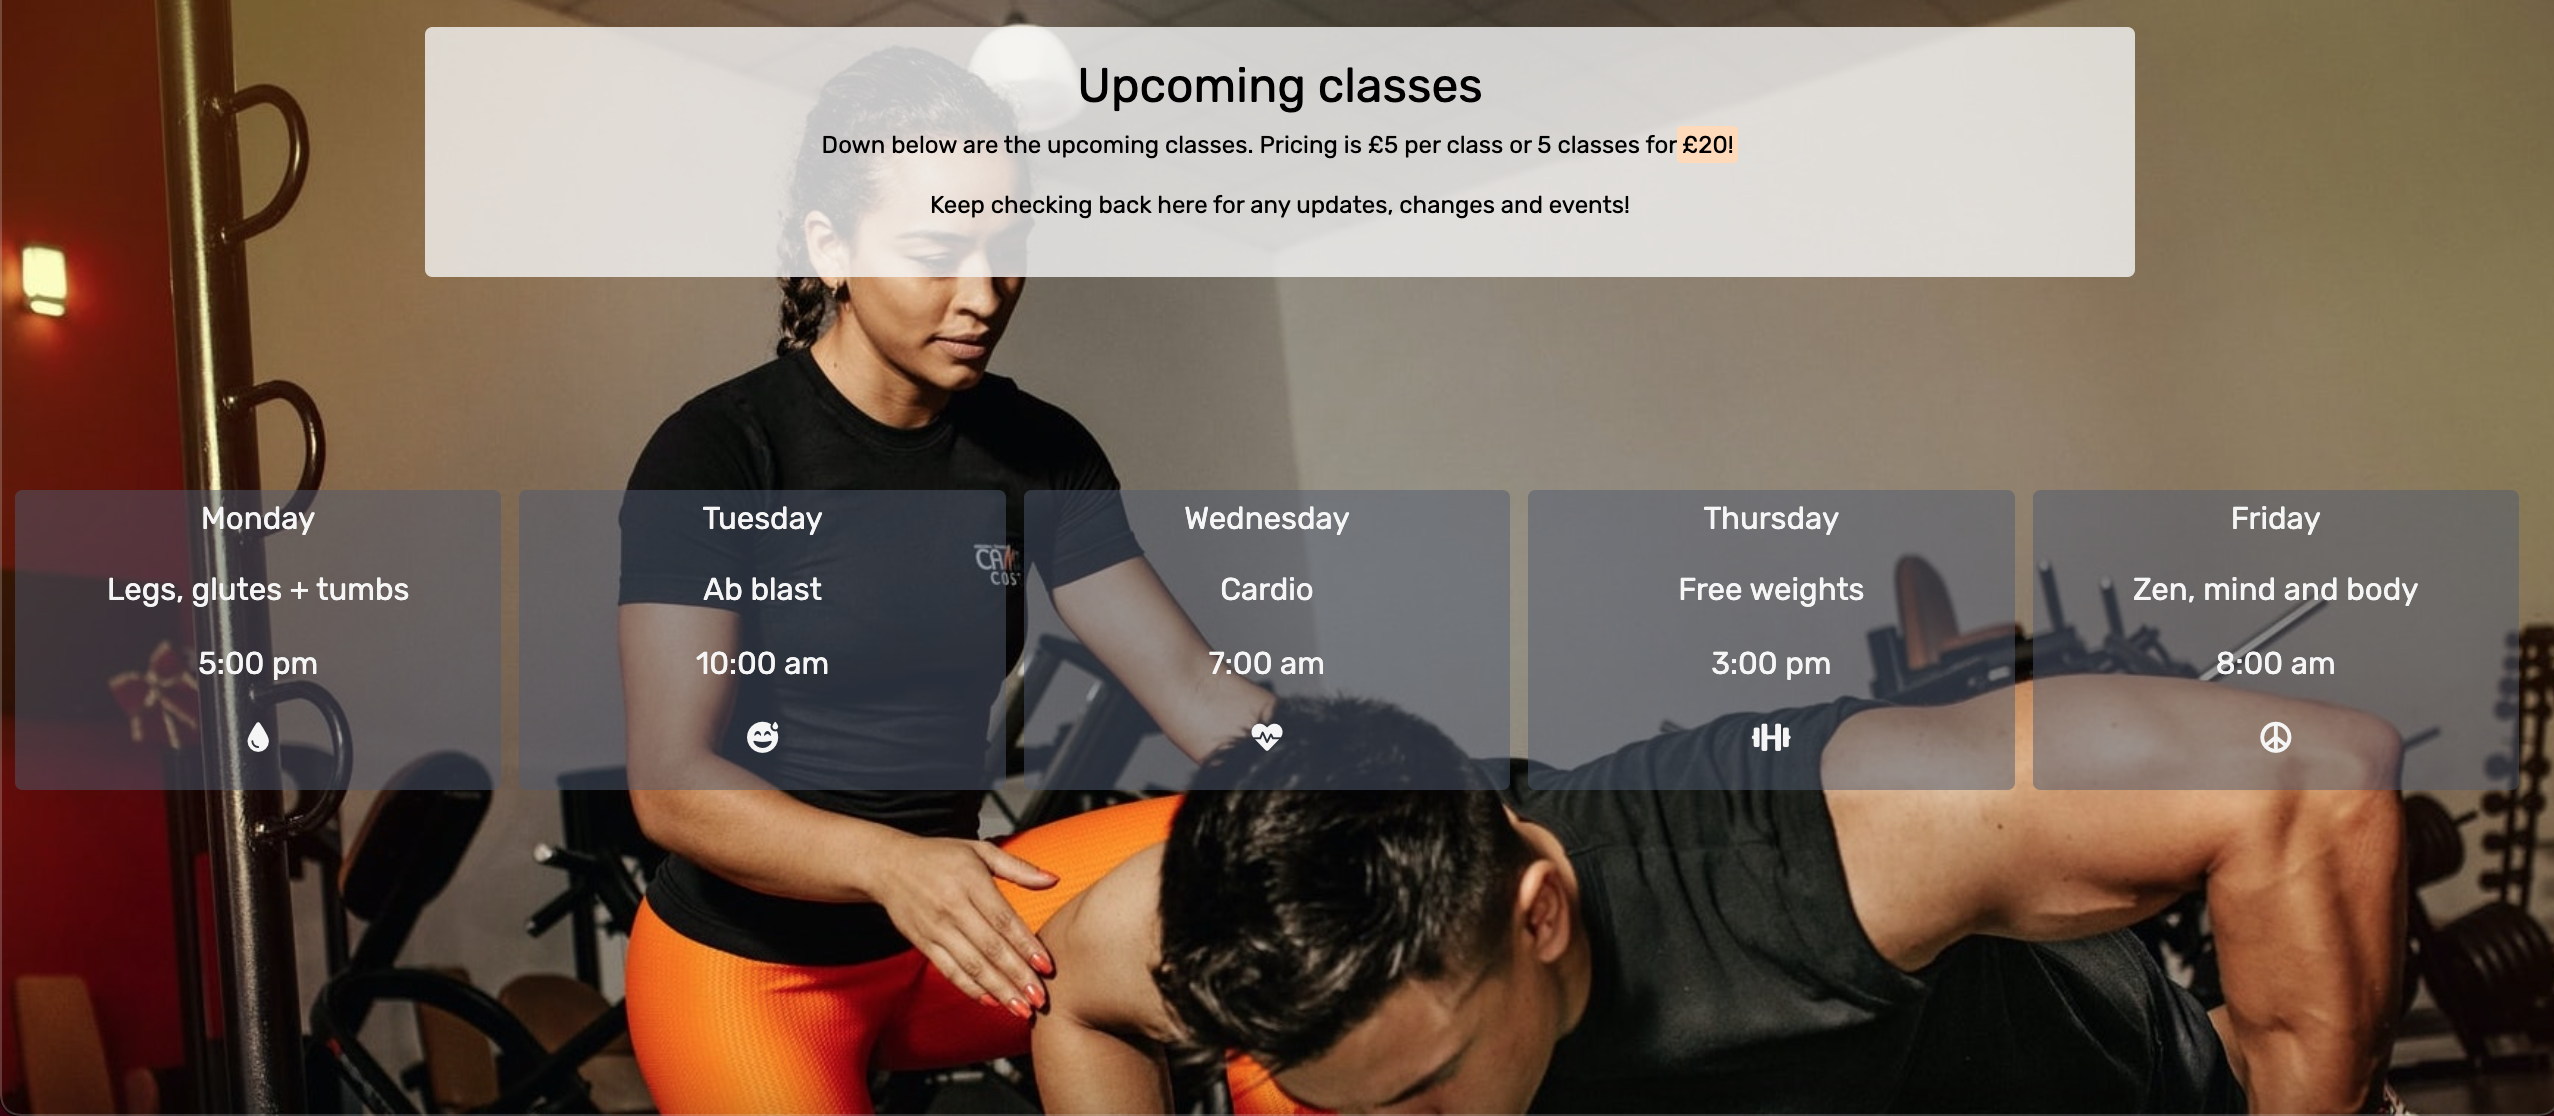 Upcoming classes
Down below are the upcoming classes. Pricing is £5 per class or 5 classes for £20!
Keep checking back here for any updates, changes and events!
Monday
Legs, glutes + tumbs
5:00 pm
Tuesday
Ab blast
10:00 am
Wednesday
Cardio
7:00 am
Thursday
Free weights
3:00 pm
Friday
Zen, mind and body
8:00 am